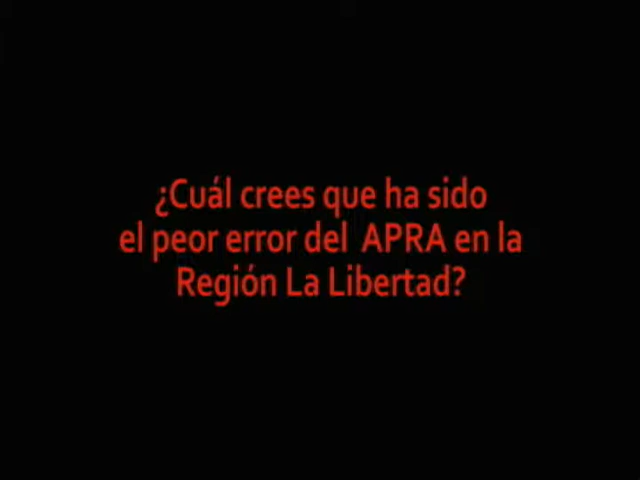 ¿Cuál crees que ha sido
el peor error del APRA en la
Región La Libertad?